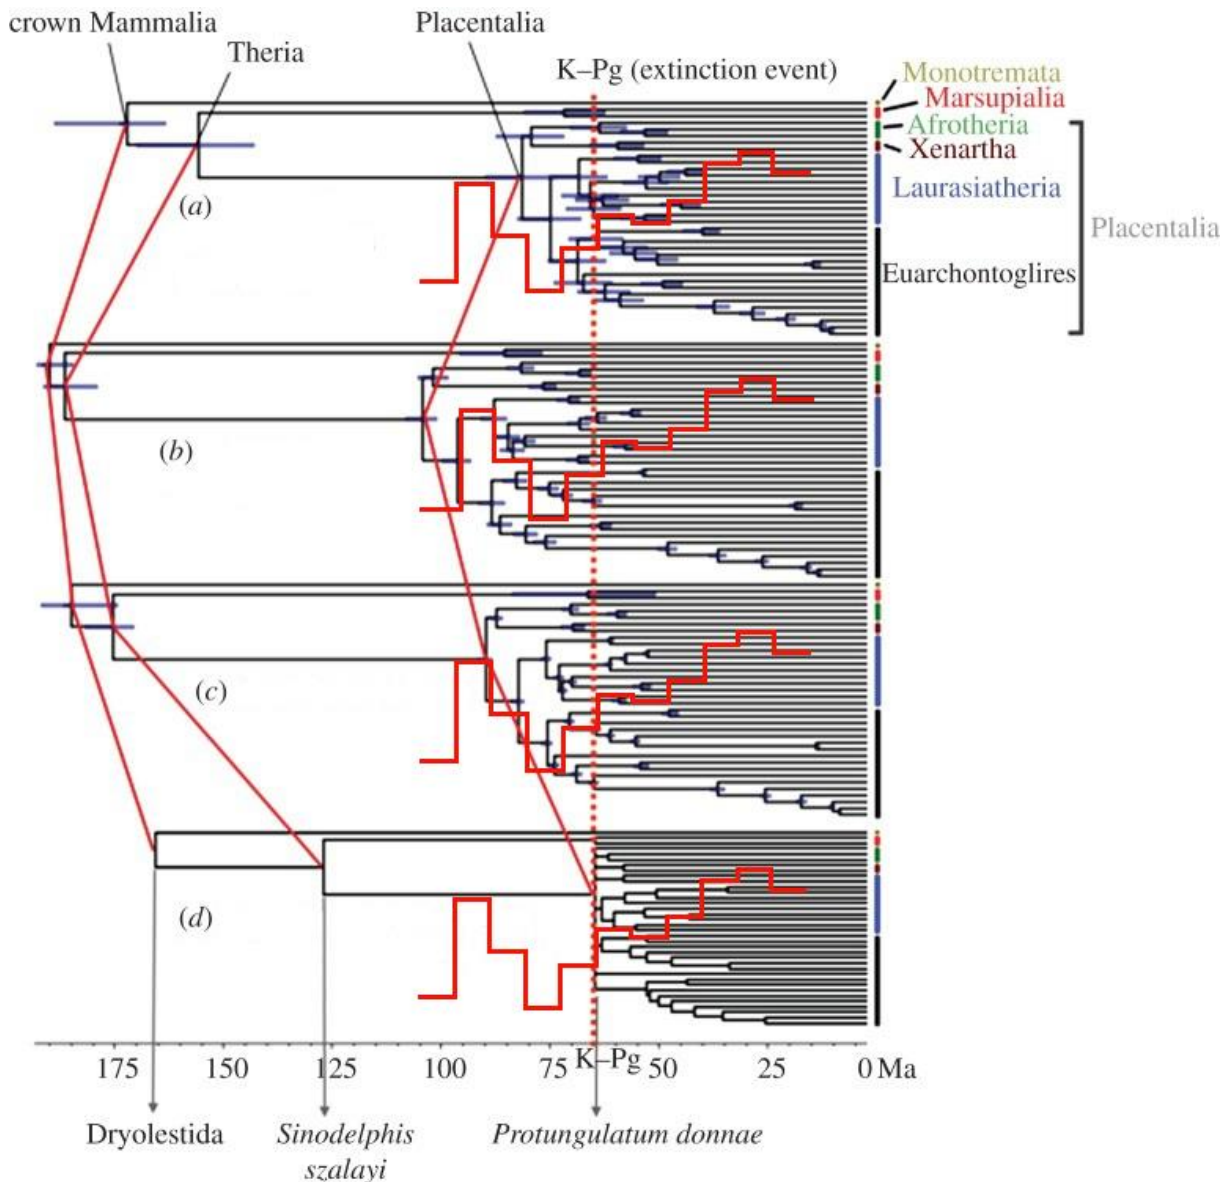 crown Mammalia
Placentalia
Theria
K–Pg (extinction event)
Monotremata
Marsupialia
Afrotheria
Xenartha
Laurasiatheria
Placentalia
Euarchontoglires
(a)
(b)
(c)
(d)
175 150 125 100 75 K–Pg 50 25 0 Ma
Dryolestida
Sinodelphis
szalayi
Protungulatum donnae